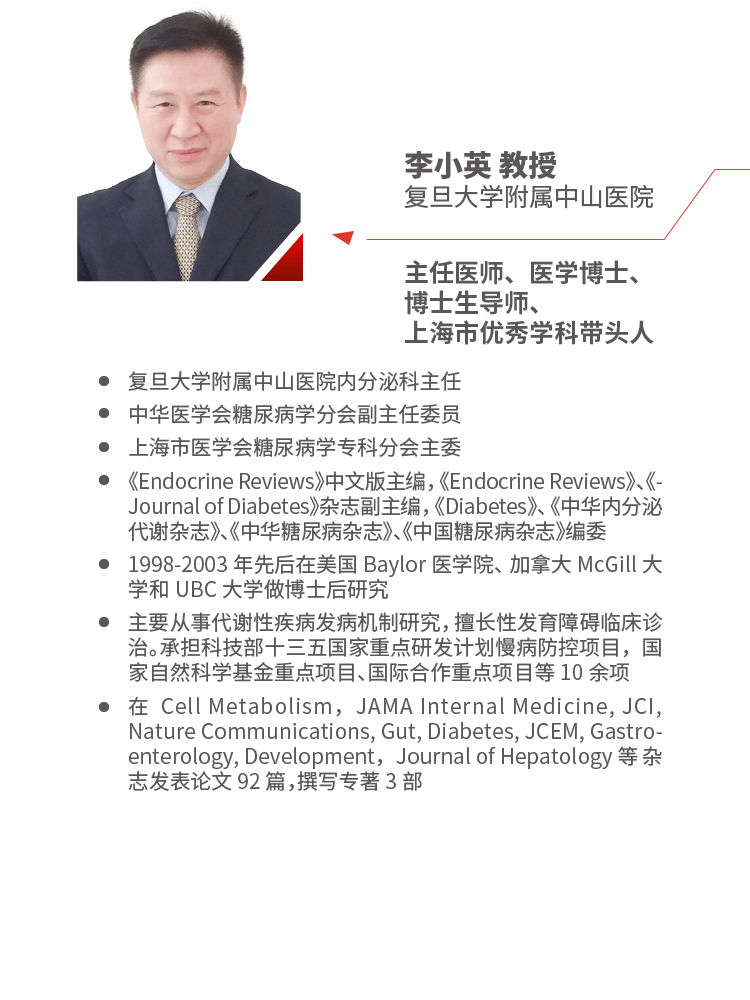 李小英 教授
复旦大学附属中山医院
主任医师、医学博士、
博士生导师、
上海市优秀学科带头人
复旦大学附属中山医院内分泌科主任
中华医学会糖尿病学分会副主任委员
上海市医学会糖尿病学专科分会主委
《Endocrine Reviews》中文版主编，《Endocrine Reviews》、《-
Journal of Diabetes》杂志副主编，《Diabetes》、《中华内分泌
代谢杂志》、《中华糖尿病杂志》、《中国糖尿病杂志》编委
1998-2003 年先后在美国 Baylor 医学院、加拿大 McGill 大
学和 UBC 大学做博士后研究
主要从事代谢性疾病发病机制研究，擅长性发育障碍临床诊
治。承担科技部十三五国家重点研发计划慢病防控项目，国
家自然科学基金重点项目、国际合作重点项目等 10 余项
在 Cell Metabolism，JAMA Internal Medicine, JCI,
Nature Communications, Gut, Diabetes, JCEM, Gastro-
enterology, Development，Journal of Hepatology 等杂
志发表论文 92 篇，撰写专著 3 部